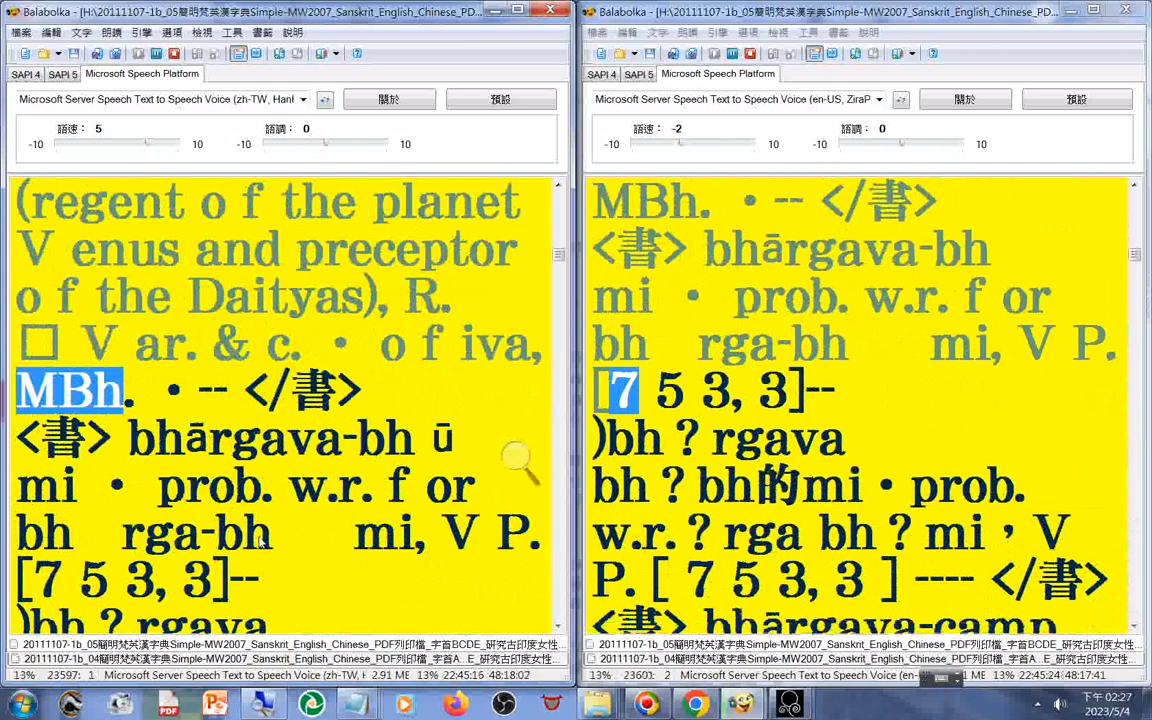 Balabolka - [H:\20111107-1b_05簡明梵英漢字典Simple-MW2007_Sanskrit_English_Chinese_PD...
檔案 編輯 文字 朗讀 引擎 選項 檢視 工具 書籤 說明
SAPI 4 SAPI 5 Microsoft Speech Platform
Microsoft Server Speech Text to Speech Voice (zh-TW, Hanl
關於
預設
語速： 5
語調： 0
-10 10 -10 10
(regent o f the planet
V enus and preceptor
o f the Daityas), R.
□ V ar. & c. • o f iva,
MBh. • -- </書>
<書> bhārgava-bh ū
mi • prob. w.r. f or
bh rga-bh mi, V P.
[7 5 3, 3]--
)bh ? rgava
20111107-1b_05簡明梵英漢字典Simple-MW2007_Sanskrit_English_Chinese_PDF列印檔_字首BCDE_研究古印度女性...
20111107-1b_04簡明梵英漢字典Simple-MW2007_Sanskrit_English_Chinese_PDF列印檔_字首A...E_研究古印度女性...
13% 23597: 1 Microsoft Server Speech Text to Speech Voice (zh-TW, 2.91 ME 13% 22:45:16 48:18:02
Balabolka - [H:\20111107-1b_05簡明梵英漢字典Simple-MW2007_Sanskrit_English_Chinese_PD...
檔案 編輯 文字 朗讀 引擎 選項 檢視 工具 書籤 說明
SAPI 4 SAPI 5 Microsoft Speech Platform
Microsoft Server Speech Text to Speech Voice (en-US, ZiraP
關於
預設
語速： -2
語調： 0
-10 10 -10 10
MBh. • -- </書>
<書> bhārgava-bh
mi • prob. w.r. f or
bh rga-bh mi, V P.
[7 5 3, 3]--
)bh ? rgava
bh ? bh的mi • prob.
w.r. ? rga bh ? mi，V
P. [ 7 5 3, 3 ] ---- </書>
<書> bhārgava-camp
20111107-1b_05簡明梵英漢字典Simple-MW2007_Sanskrit_English_Chinese_PDF列印檔_字首BCDE_研究古印度女性...
20111107-1b_04簡明梵英漢字典Simple-MW2007_Sanskrit_English_Chinese_PDF列印檔_字首A...E_研究古印度女性...
13% 23601: 2 Microsoft Server Speech Text to Speech Voice (en-US, 13% 22:45:24 48:17:41
PDF
下午 02:27
2023/5/4